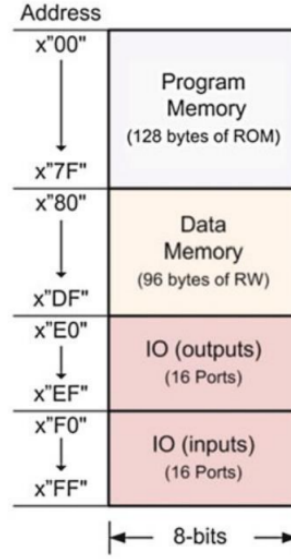 Address
x"00"
x"7F"
Program
Memory
(128 bytes of ROM)
x"80"
x"DF"
Data
Memory
(96 bytes of RW)
x"E0"
x"EF"
IO (outputs)
(16 Ports)
x"F0"
x"FF"
IO (inputs)
(16 Ports)
8-bits